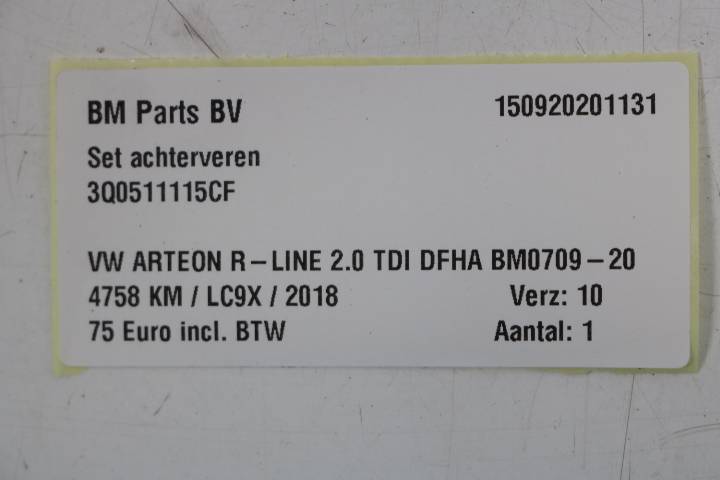 BM Parts BV 150920201131
Set achterveren
3Q0511115CF
VW ARTEON R-LINE 2.0 TDI DFHA BM0709-20
4758 KM / LC9X / 2018 Verz: 10
75 Euro incl. BTW Aantal: 1